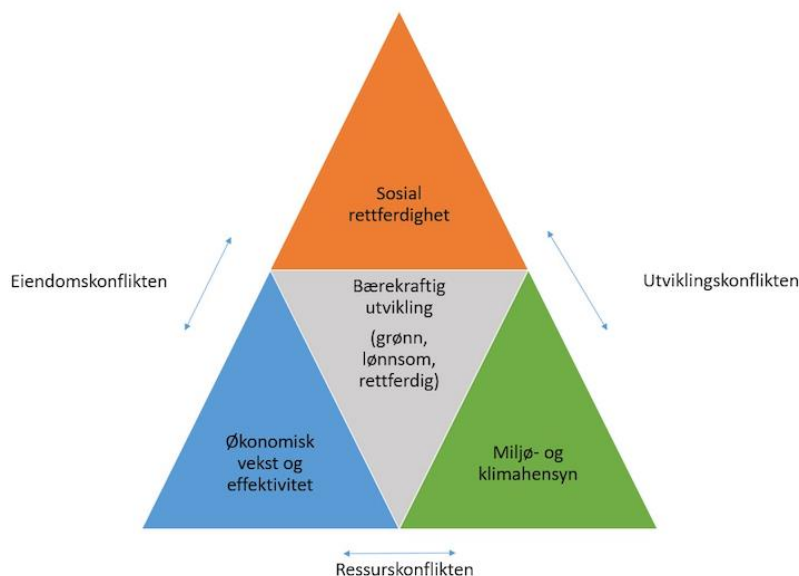 Sosial
rettferdighet
Eiendomskonflikten
Utviklingskonflikten
Bærekraftig
utvikling
(grønn,
lønnsom,
rettferdig)
Økonomisk
vekst og
effektivitet
Miljø- og
klimahensyn
Ressurskonflikten